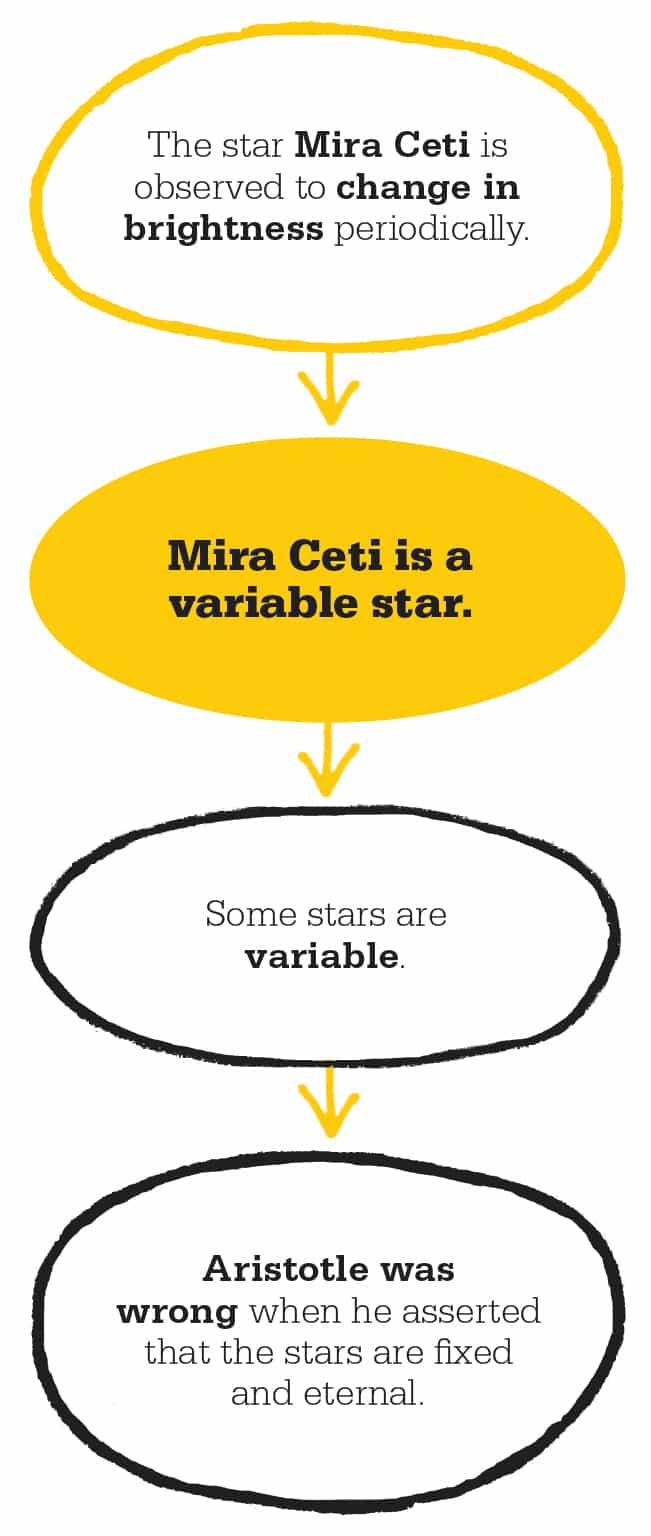 The star Mira Ceti is
observed to change in
brightness periodically.
Mira Ceti is a
variable star.
Some stars are
variable.
Aristotle was
wrong when he asserted
that the stars are fixed
and eternal.